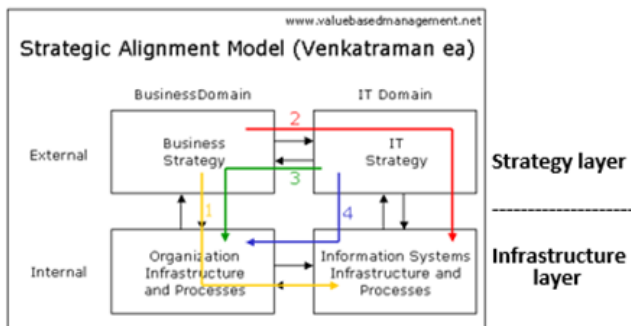 www.valuebasedmanagement.net
Strategic Alignment Model (Venkatraman ea)
BusinessDomain
IT Domain
2
External
Business
Strategy
IT
Strategy
Strategy layer
3
1
4
--------------------
Internal
Organization
Infrastructure
and Processes
Information Systems
Infrastructure and
Processes
Infrastructure
layer